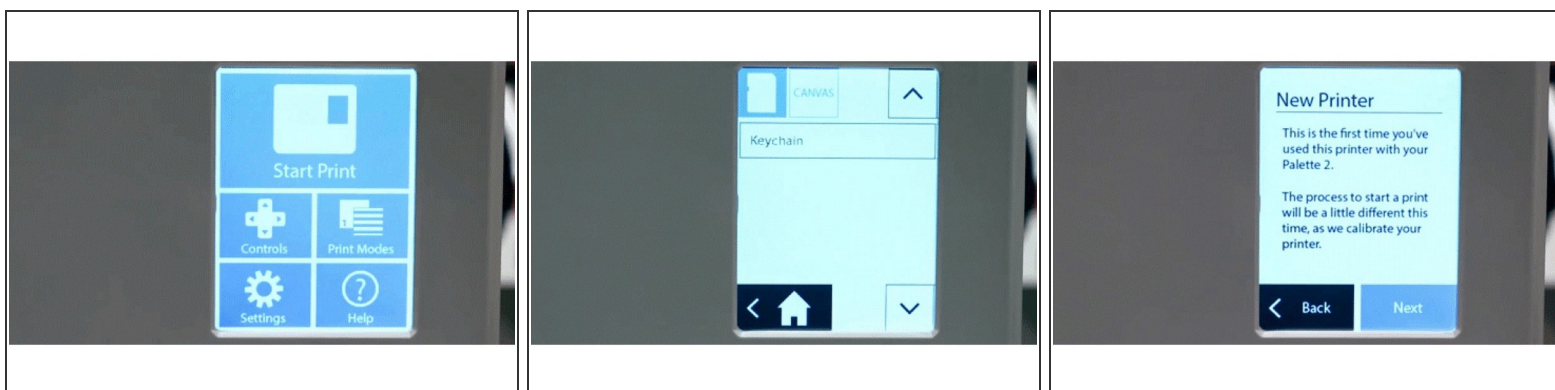 Start Print
Controls
Print Modes
Settings
Help
CANVAS
Keychain
New Printer
This is the first time you've
used this printer with your
Palette 2.
The process to start a print
will be a little different this
time, as we calibrate your
printer.
Back
Next